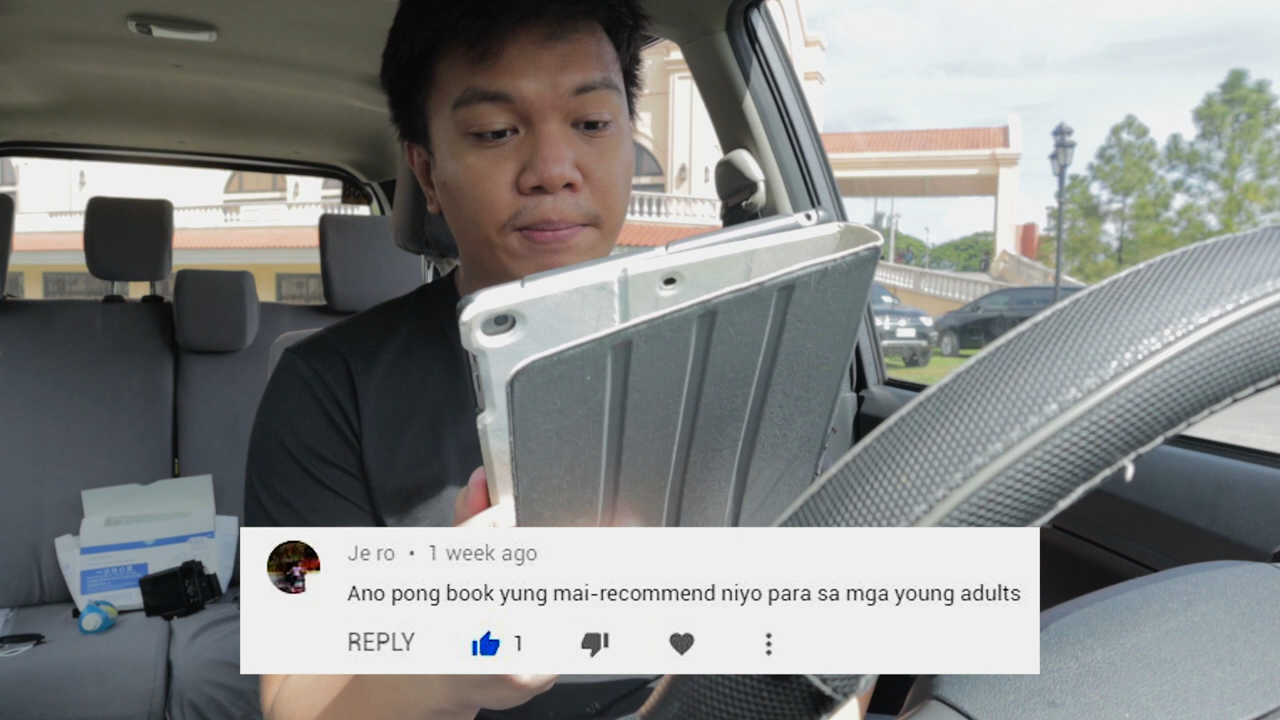 Je ro • 1 week ago
Ano pong book yung mai-recommend niyo para sa mga young adults
REPLY 1